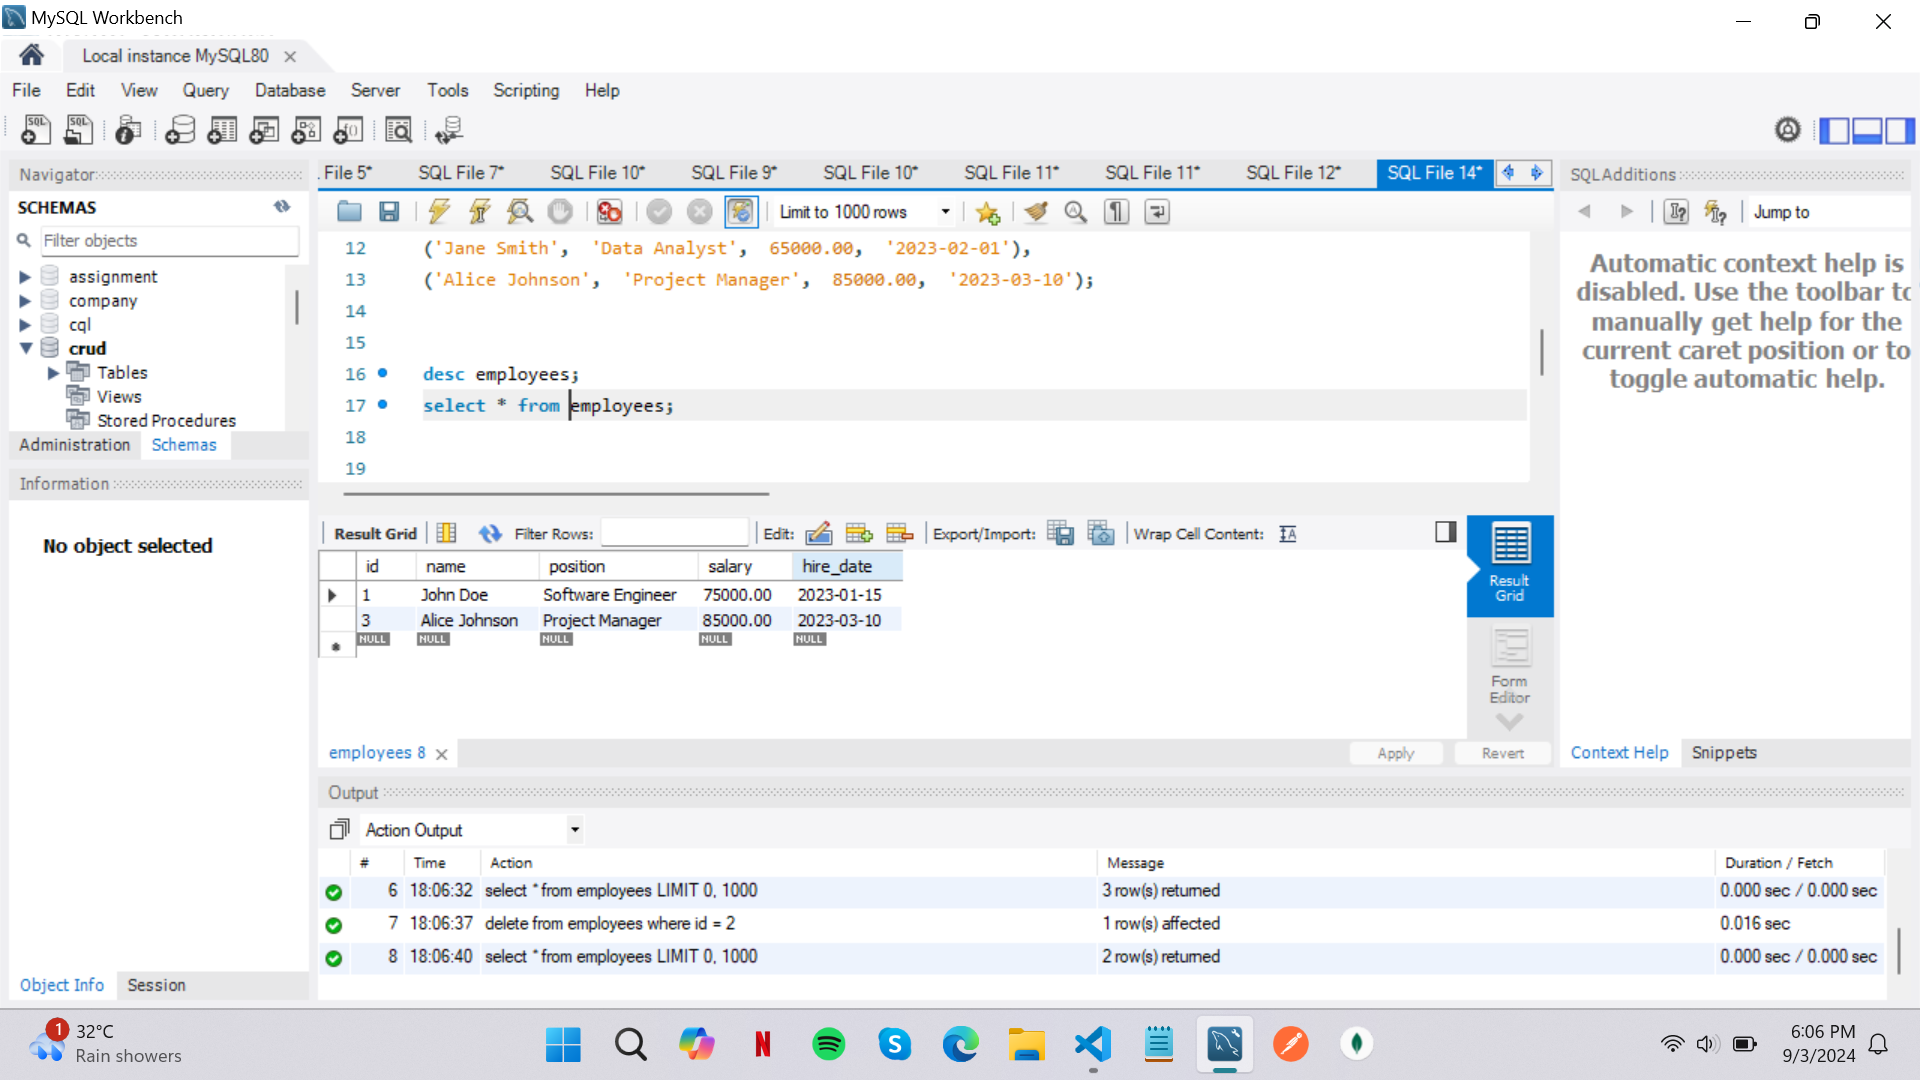 MySQL Workbench
Local instance MySQL80
File Edit View Query Database Server Tools Scripting Help
Navigator
SCHEMAS
Filter objects
assignment
company
cql
crud
Tables
Views
Stored Procedures
Administration Schemas
Information
No object selected
Object Info Session
File 5* SQL File 7* SQL File 10* SQL File 9* SQL File 10* SQL File 11* SQL File 11* SQL File 12* SQL File 14*
Limit to 1000 rows
12 ('Jane Smith', 'Data Analyst', 65000.00, '2023-02-01'),
13 ('Alice Johnson', 'Project Manager', 85000.00, '2023-03-10');
14
15
16 desc employees;
17 select * from employees;
18
19
Result Grid Filter Rows: Edit: Export/Import: Wrap Cell Content:
id name position salary hire_date
1 John Doe Software Engineer 75000.00 2023-01-15
3 Alice Johnson Project Manager 85000.00 2023-03-10
NULL NULL NULL NULL NULL
Result
Grid
Form
Editor
employees 8
Apply Revert
SQLAdditions
Jump to
Automatic context help is
disabled. Use the toolbar to
manually get help for the
current caret position or to
toggle automatic help.
Context Help Snippets
Output
Action Output
# Time Action Message Duration / Fetch
6 18:06:32 select * from employees LIMIT 0, 1000 3 row(s) returned 0.000 sec / 0.000 sec
7 18:06:37 delete from employees where id = 2 1 row(s) affected 0.016 sec
8 18:06:40 select * from employees LIMIT 0, 1000 2 row(s) returned 0.000 sec / 0.000 sec
1
32°C
Rain showers
6:06 PM
9/3/2024